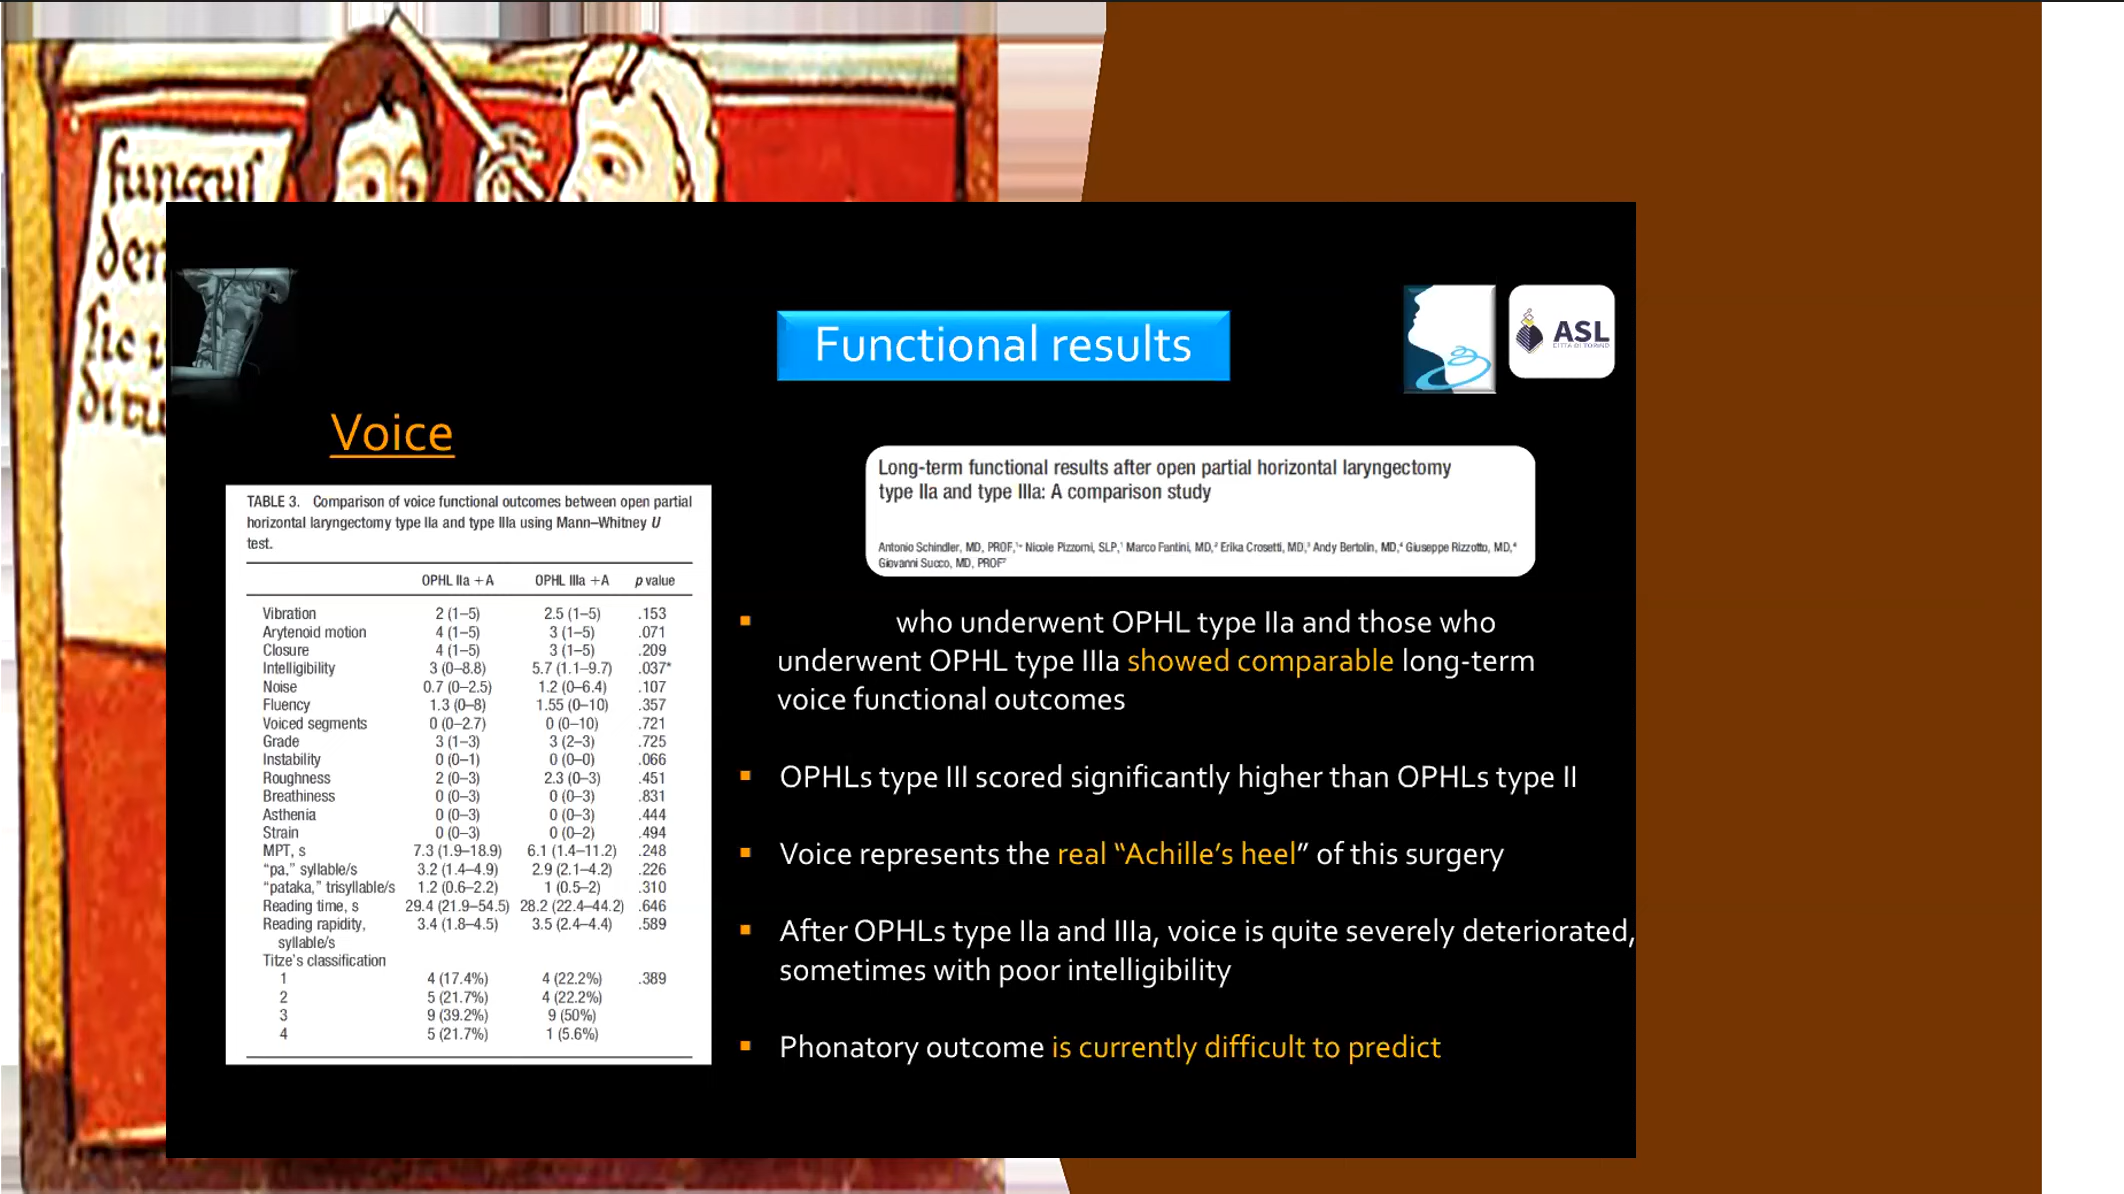 funguſ
Functional results
ASL
CITTÀ DI TORINO
Voice
Long-term functional results after open partial horizontal laryngectomy
type IIa and type IIIa: A comparison study
Antonio Schindler, MD, PROF,¹* Nicole Pizzorni, SLP,¹ Marco Fantini, MD,² Erika Crosetti, MD,³ Andy Bertolin, MD,⁴ Giuseppe Rizzotto, MD,⁴
Giovanni Succo, MD, PROF⁵
TABLE 3. Comparison of voice functional outcomes between open partial
horizontal laryngectomy type IIa and type IIIa using Mann–Whitney U
test.
OPHL IIa +A OPHL IIIa +A p value
Vibration 2 (1–5) 2.5 (1–5) .153
Arytenoid motion 4 (1–5) 3 (1–5) .071
Closure 4 (1–5) 3 (1–5) .209
Intelligibility 3 (0–8.8) 5.7 (1.1–9.7) .037*
Noise 0.7 (0–2.5) 1.2 (0–6.4) .107
Fluency 1.3 (0–8) 1.55 (0–10) .357
Voiced segments 0 (0–2.7) 0 (0–10) .721
Grade 3 (1–3) 3 (2–3) .725
Instability 0 (0–1) 0 (0–0) .066
Roughness 2 (0–3) 2.3 (0–3) .451
Breathiness 0 (0–3) 0 (0–3) .831
Asthenia 0 (0–3) 0 (0–3) .444
Strain 0 (0–3) 0 (0–2) .494
MPT, s 7.3 (1.9–18.9) 6.1 (1.4–11.2) .248
“pa,” syllable/s 3.2 (1.4–4.9) 2.9 (2.1–4.2) .226
“pataka,” trisyllable/s 1.2 (0.6–2.2) 1 (0.5–2) .310
Reading time, s 29.4 (21.9–54.5) 28.2 (22.4–44.2) .646
Reading rapidity, 3.4 (1.8–4.5) 3.5 (2.4–4.4) .589
syllable/s
Titze's classification
1 4 (17.4%) 4 (22.2%) .389
2 5 (21.7%) 4 (22.2%)
3 9 (39.2%) 9 (50%)
4 5 (21.7%) 1 (5.6%)
who underwent OPHL type IIa and those who
underwent OPHL type IIIa showed comparable long-term
voice functional outcomes
OPHLs type III scored significantly higher than OPHLs type II
Voice represents the real “Achille’s heel” of this surgery
After OPHLs type IIa and IIIa, voice is quite severely deteriorated,
sometimes with poor intelligibility
Phonatory outcome is currently difficult to predict